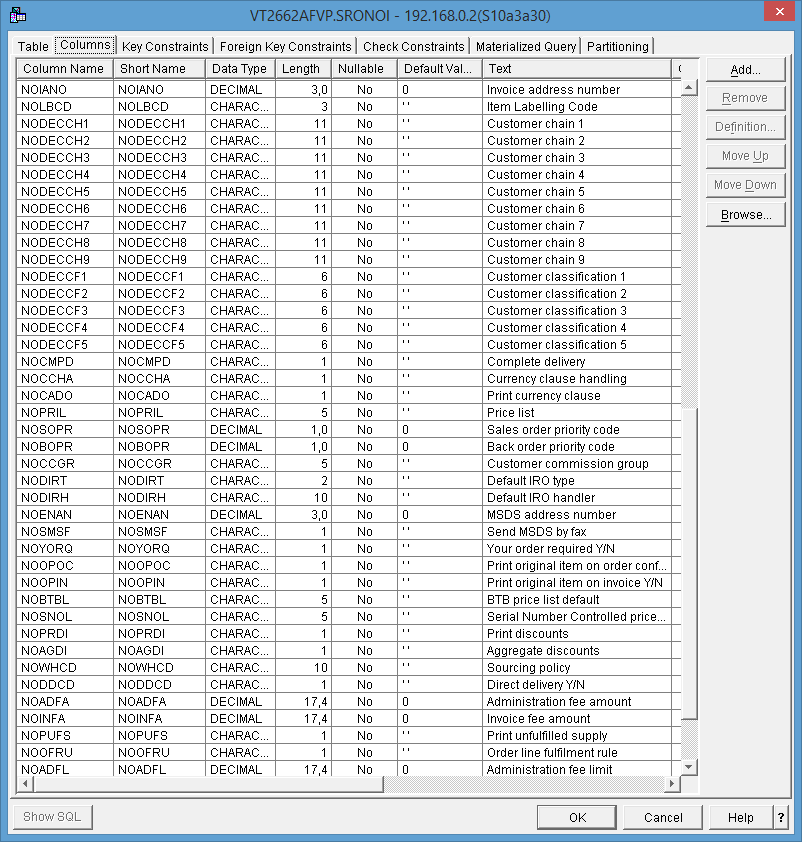 VT2662AFVP.SRONOI - 192.168.0.2(S10a3a30)
Table Columns Key Constraints Foreign Key Constraints Check Constraints Materialized Query Partitioning
Column Name Short Name Data Type Length Nullable Default Val... Text
NOIANO NOIANO DECIMAL 3,0 No 0 Invoice address number
NOLBCD NOLBCD CHARAC... 3 No ' ' Item Labelling Code
NODECCH1 NODECCH1 CHARAC... 11 No ' ' Customer chain 1
NODECCH2 NODECCH2 CHARAC... 11 No ' ' Customer chain 2
NODECCH3 NODECCH3 CHARAC... 11 No ' ' Customer chain 3
NODECCH4 NODECCH4 CHARAC... 11 No ' ' Customer chain 4
NODECCH5 NODECCH5 CHARAC... 11 No ' ' Customer chain 5
NODECCH6 NODECCH6 CHARAC... 11 No ' ' Customer chain 6
NODECCH7 NODECCH7 CHARAC... 11 No ' ' Customer chain 7
NODECCH8 NODECCH8 CHARAC... 11 No ' ' Customer chain 8
NODECCH9 NODECCH9 CHARAC... 11 No ' ' Customer chain 9
NODECCF1 NODECCF1 CHARAC... 6 No ' ' Customer classification 1
NODECCF2 NODECCF2 CHARAC... 6 No ' ' Customer classification 2
NODECCF3 NODECCF3 CHARAC... 6 No ' ' Customer classification 3
NODECCF4 NODECCF4 CHARAC... 6 No ' ' Customer classification 4
NODECCF5 NODECCF5 CHARAC... 6 No ' ' Customer classification 5
NOCMPD NOCMPD CHARAC... 1 No ' ' Complete delivery
NOCCHA NOCCHA CHARAC... 1 No ' ' Currency clause handling
NOCADO NOCADO CHARAC... 1 No ' ' Print currency clause
NOPRIL NOPRIL CHARAC... 5 No ' ' Price list
NOSOPR NOSOPR DECIMAL 1,0 No 0 Sales order priority code
NOBOPR NOBOPR DECIMAL 1,0 No 0 Back order priority code
NOCCGR NOCCGR CHARAC... 5 No ' ' Customer commission group
NODIRT NODIRT CHARAC... 2 No ' ' Default IRO type
NODIRH NODIRH CHARAC... 10 No ' ' Default IRO handler
NOENAN NOENAN DECIMAL 3,0 No 0 MSDS address number
NOSMSF NOSMSF CHARAC... 1 No ' ' Send MSDS by fax
NOYORQ NOYORQ CHARAC... 1 No ' ' Your order required Y/N
NOOPOC NOOPOC CHARAC... 1 No ' ' Print original item on order conf...
NOOPIN NOOPIN CHARAC... 1 No ' ' Print original item on invoice Y/N
NOBTBL NOBTBL CHARAC... 5 No ' ' BTB price list default
NOSNOL NOSNOL CHARAC... 5 No ' ' Serial Number Controlled price...
NOPRDI NOPRDI CHARAC... 1 No ' ' Print discounts
NOAGDI NOAGDI CHARAC... 1 No ' ' Aggregate discounts
NOWHCD NOWHCD CHARAC... 10 No ' ' Sourcing policy
NODDCD NODDCD CHARAC... 1 No ' ' Direct delivery Y/N
NOADFA NOADFA DECIMAL 17,4 No 0 Administration fee amount
NOINFA NOINFA DECIMAL 17,4 No 0 Invoice fee amount
NOPUFS NOPUFS CHARAC... 1 No ' ' Print unfulfilled supply
NOOFRU NOOFRU CHARAC... 1 No ' ' Order line fulfilment rule
NOADFL NOADFL DECIMAL 17,4 No 0 Administration fee limit
Add...
Remove
Definition...
Move Up
Move Down
Browse...
Show SQL OK Cancel Help ?